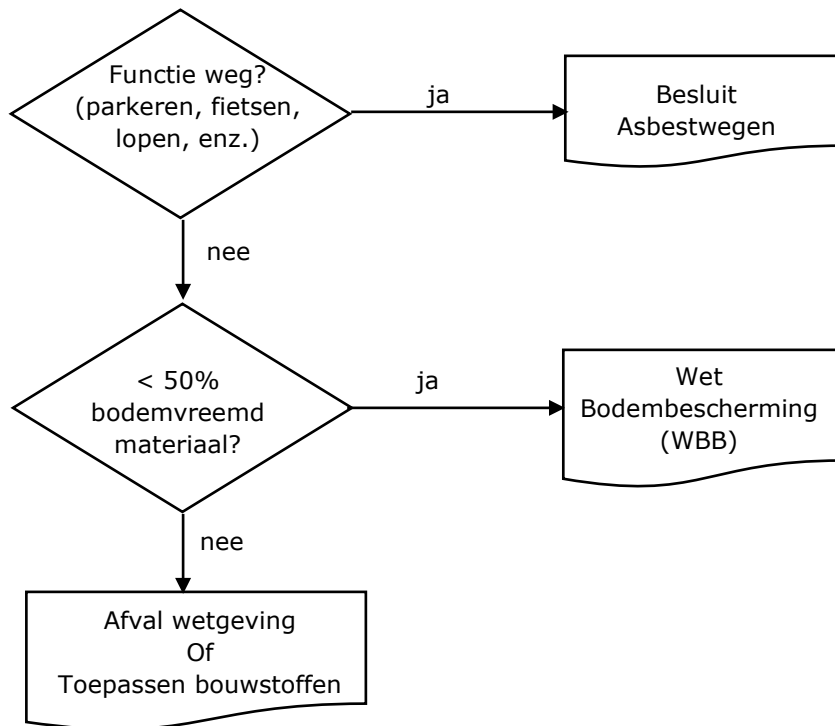 Functie weg?
(parkeren, fietsen,
lopen, enz.)
ja
Besluit
Asbestwegen
nee
< 50%
bodemvreemd
materiaal?
ja
Wet
Bodembescherming
(WBB)
nee
Afval wetgeving
Of
Toepassen bouwstoffen